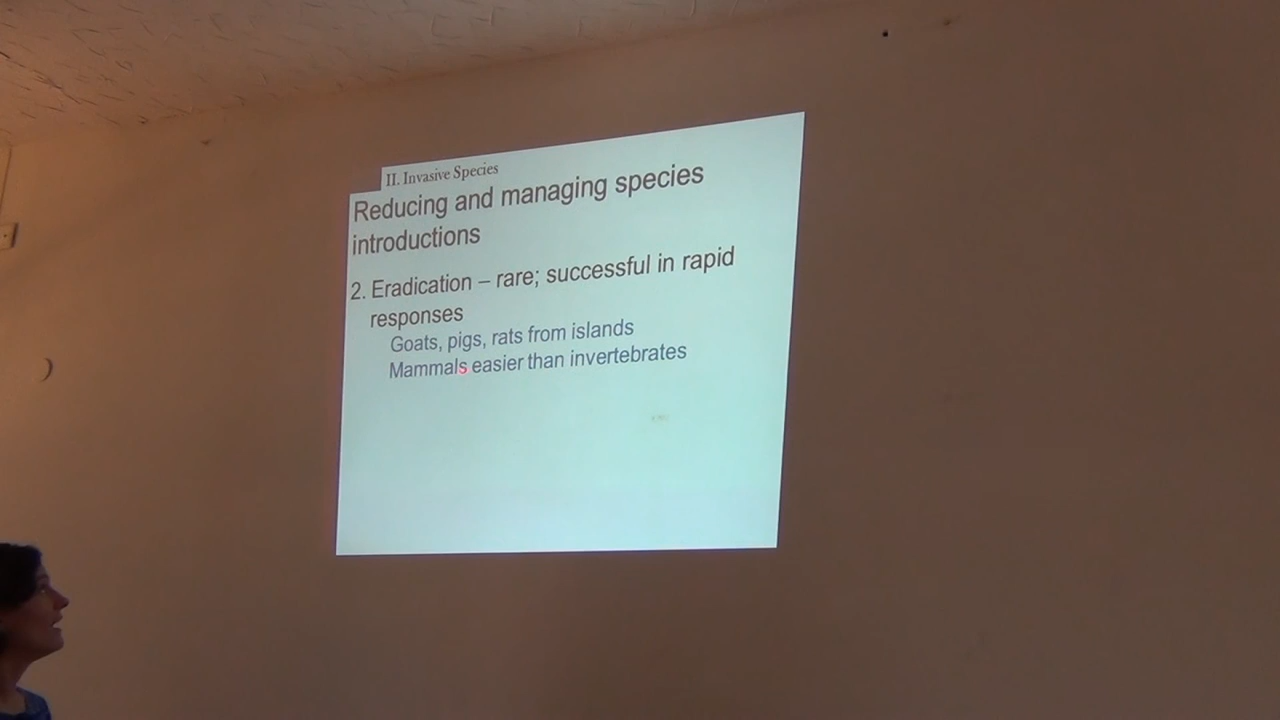 II. Invasive Species
Reducing and managing species
introductions
2. Eradication – rare; successful in rapid
responses
Goats, pigs, rats from islands
Mammals easier than invertebrates